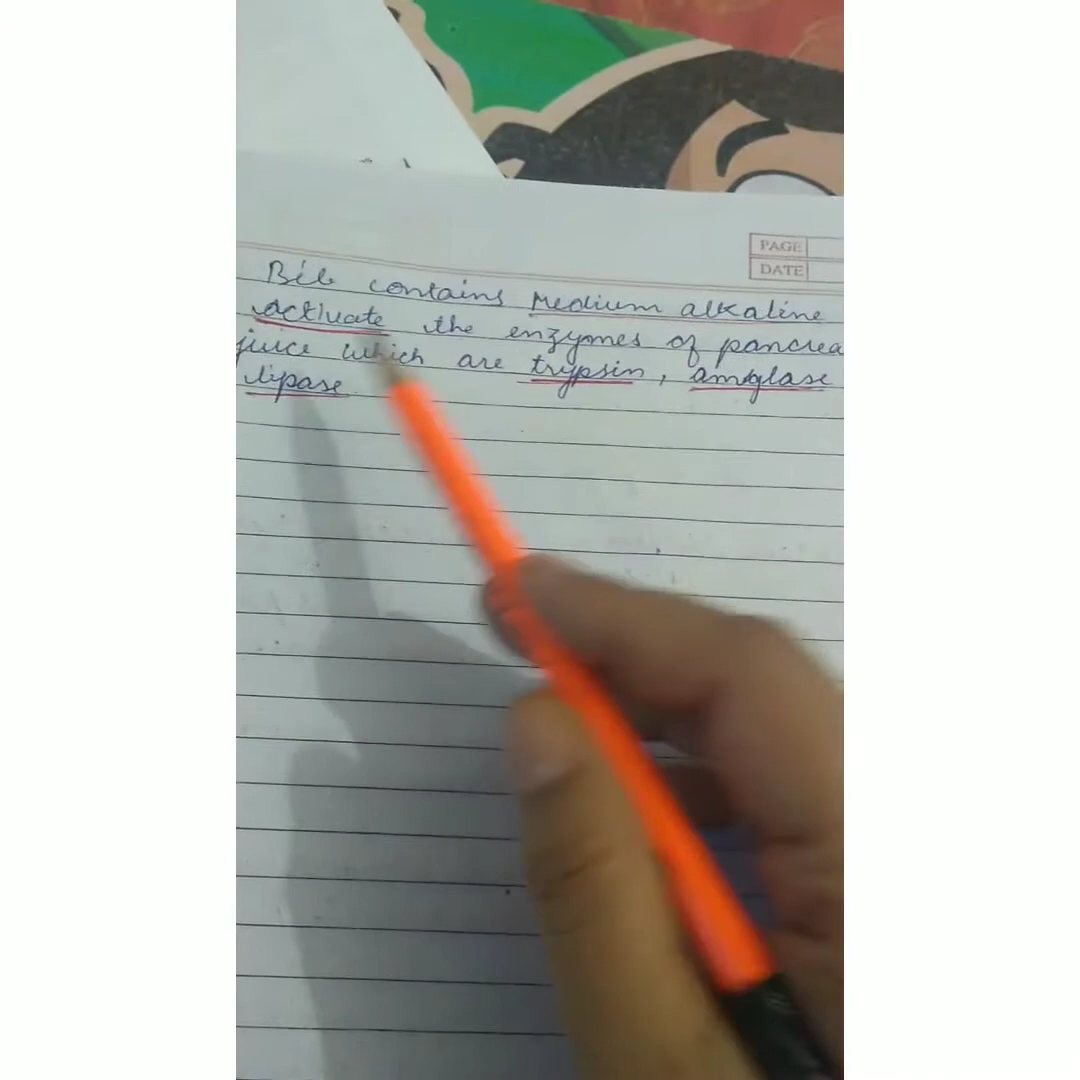 PAGE
DATE
Bile contains Medium alkaline
activate the enzymes of pancrea
juice which are trypsin, amylase
lipase